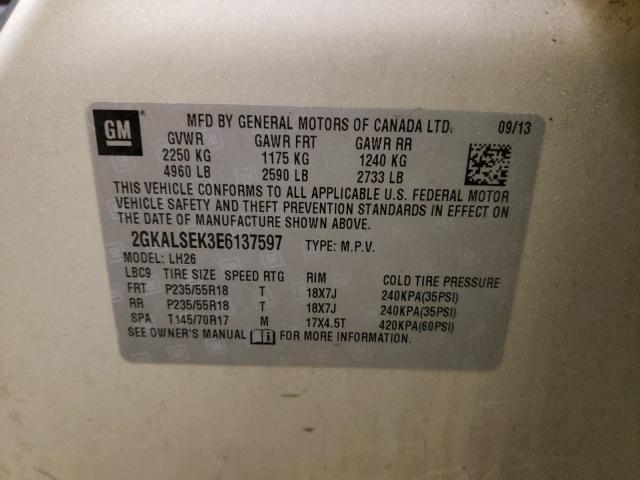 GM ®
MFD BY GENERAL MOTORS OF CANADA LTD. 09/13
GVWR GAWR FRT GAWR RR
2250 KG 1175 KG 1240 KG
4960 LB 2590 LB 2733 LB
THIS VEHICLE CONFORMS TO ALL APPLICABLE U.S. FEDERAL MOTOR
VEHICLE SAFETY AND THEFT PREVENTION STANDARDS IN EFFECT ON
THE DATE OF MANUFACTURE SHOWN ABOVE.
2GKALSEK3E6137597 TYPE: M.P.V.
MODEL: LH26
LBC9 TIRE SIZE SPEED RTG RIM COLD TIRE PRESSURE
FRT P235/55R18 T 18X7J 240KPA(35PSI)
RR P235/55R18 T 18X7J 240KPA(35PSI)
SPA T145/70R17 M 17X4.5T 420KPA(60PSI)
SEE OWNER'S MANUAL FOR MORE INFORMATION.